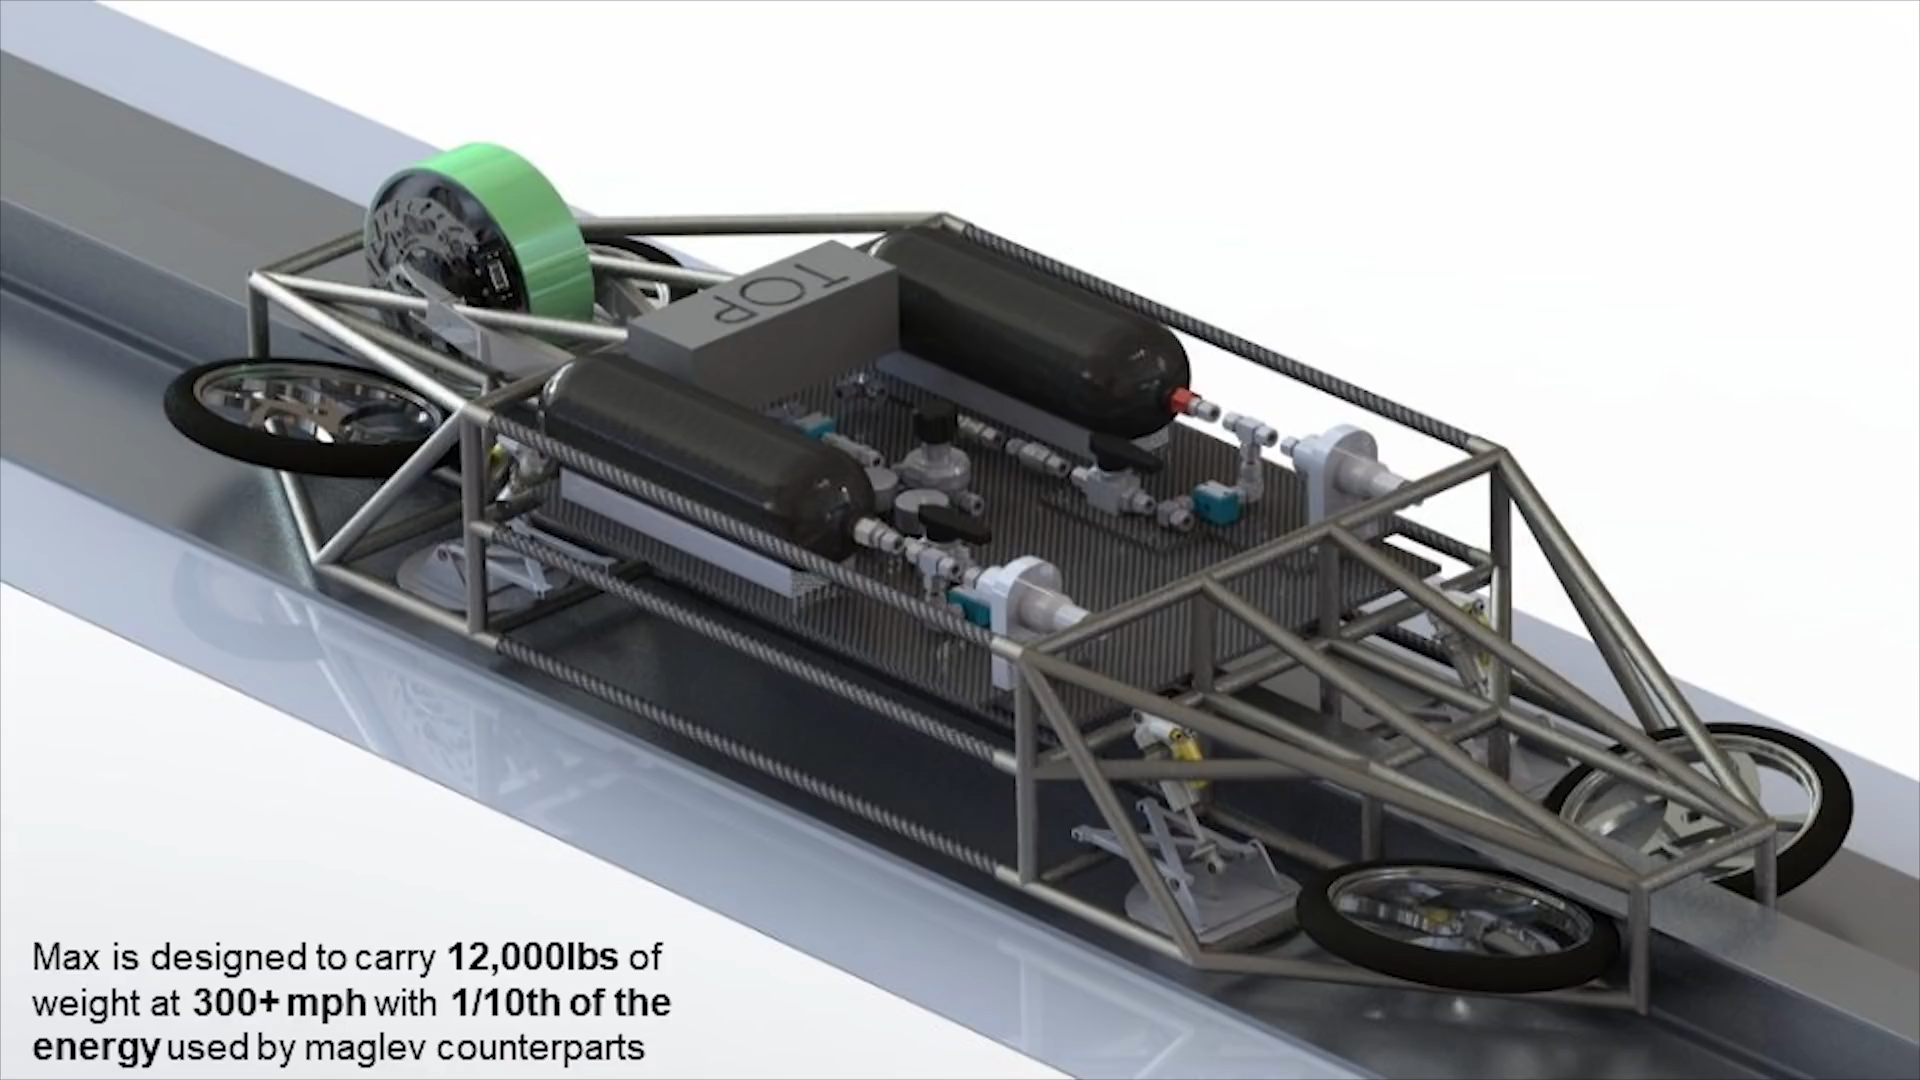 TOP
Max is designed to carry 12,000lbs of
weight at 300+ mph with 1/10th of the
energy used by maglev counterparts